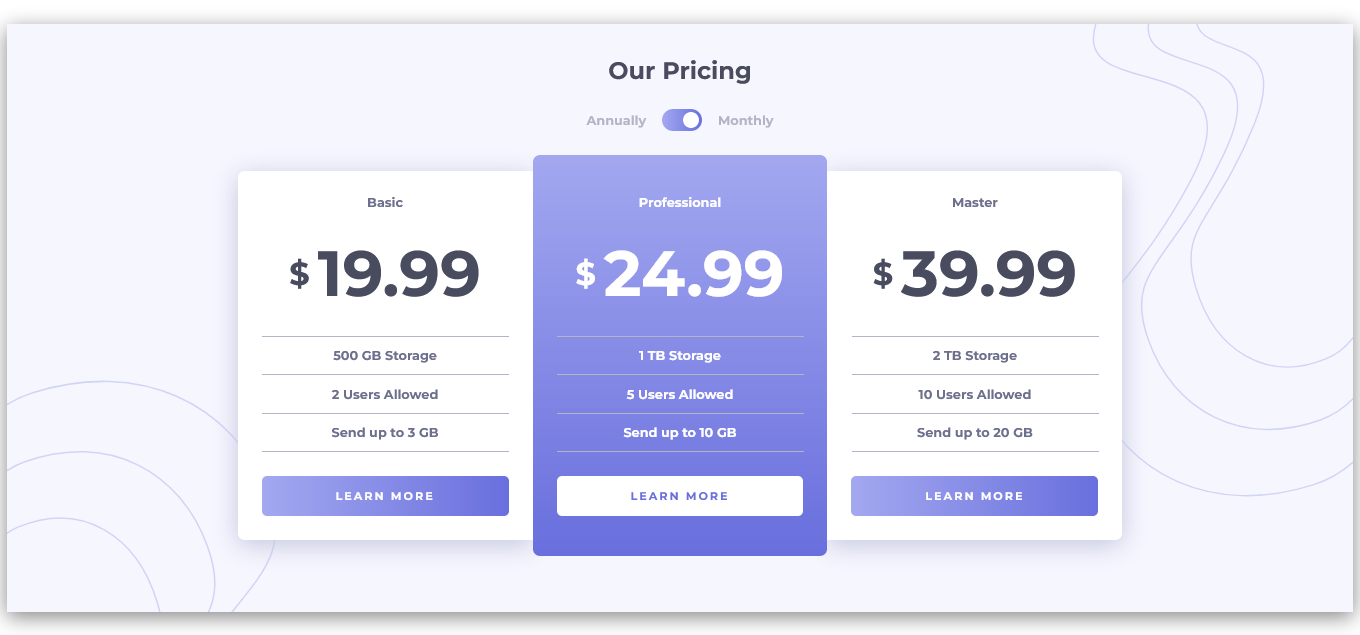 Our Pricing
Annually Monthly
Basic
$ 19.99
500 GB Storage
2 Users Allowed
Send up to 3 GB
LEARN MORE
Professional
$ 24.99
1 TB Storage
5 Users Allowed
Send up to 10 GB
LEARN MORE
Master
$ 39.99
2 TB Storage
10 Users Allowed
Send up to 20 GB
LEARN MORE